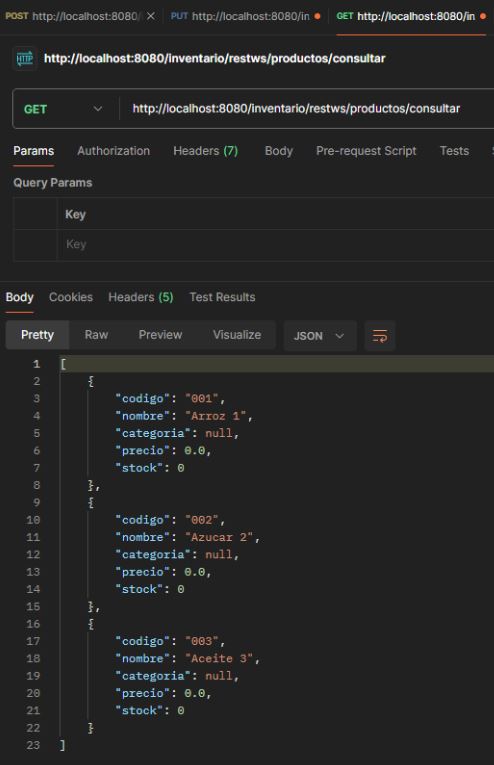 POST http://localhost:8080/ PUT http://localhost:8080/in GET http://localhost:8080/in
HTTP http://localhost:8080/inventario/restws/productos/consultar
GET http://localhost:8080/inventario/restws/productos/consultar
Params Authorization Headers (7) Body Pre-request Script Tests
Query Params
Key
Key
Body Cookies Headers (5) Test Results
Pretty Raw Preview Visualize JSON
1 [
2 {
3 "codigo": "001",
4 "nombre": "Arroz 1",
5 "categoria": null,
6 "precio": 0.0,
7 "stock": 0
8 },
9 {
10 "codigo": "002",
11 "nombre": "Azucar 2",
12 "categoria": null,
13 "precio": 0.0,
14 "stock": 0
15 },
16 {
17 "codigo": "003",
18 "nombre": "Aceite 3",
19 "categoria": null,
20 "precio": 0.0,
21 "stock": 0
22 }
23 ]